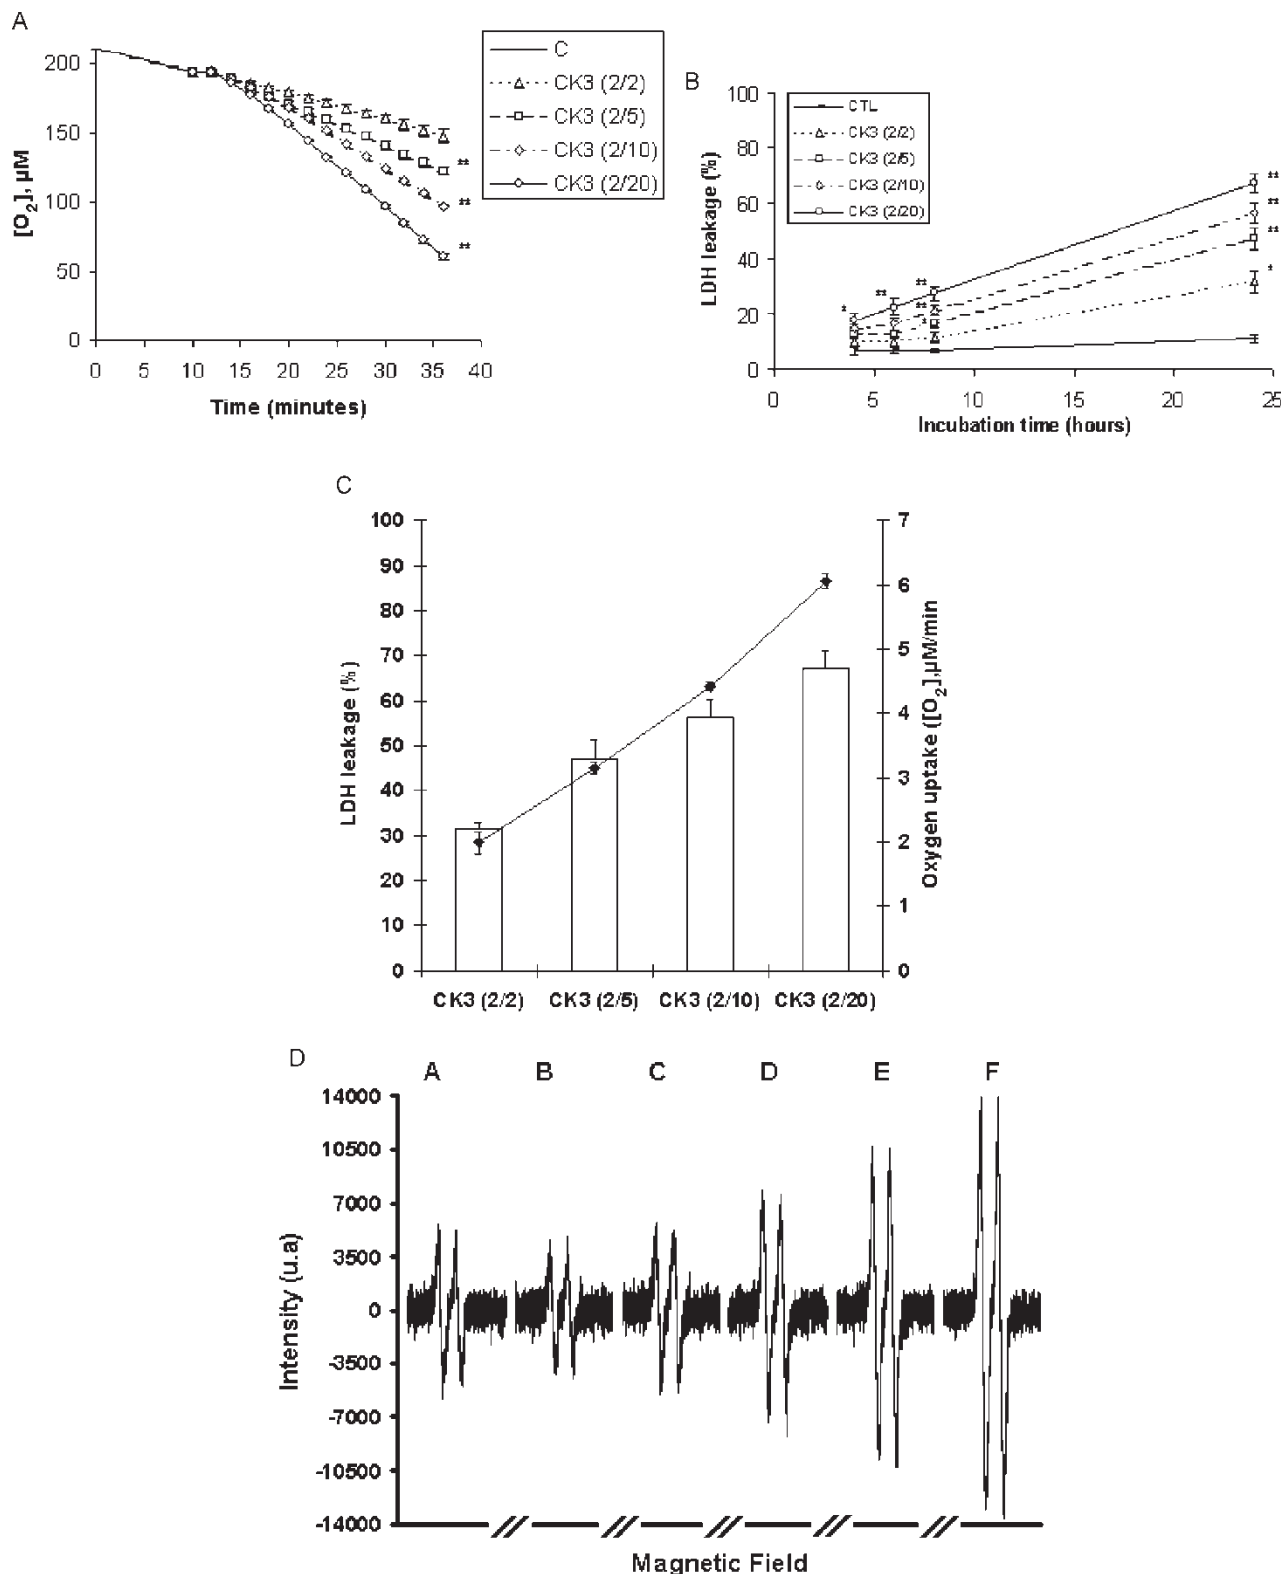 A
200
150
100
50
0
[O2], µM
0 5 10 15 20 25 30 35 40
Time (minutes)
**
**
**
C
CK3 (2/2)
CK3 (2/5)
CK3 (2/10)
CK3 (2/20)
B
100
80
60
40
20
0
LDH leakage (%)
CTL
CK3 (2/2)
CK3 (2/5)
CK3 (2/10)
CK3 (2/20)
*
**
**
**
*
**
**
**
*
0 5 10 15 20 25
Incubation time (hours)
C
100
90
80
70
60
50
40
30
20
10
0
LDH leakage (%)
7
6
5
4
3
2
1
0
Oxygen uptake ([O2],µM/min
CK3 (2/2) CK3 (2/5) CK3 (2/10) CK3 (2/20)
D
A B C D E F
14000
10500
7000
3500
0
-3500
-7000
-10500
-14000
Intensity (u.a)
Magnetic Field